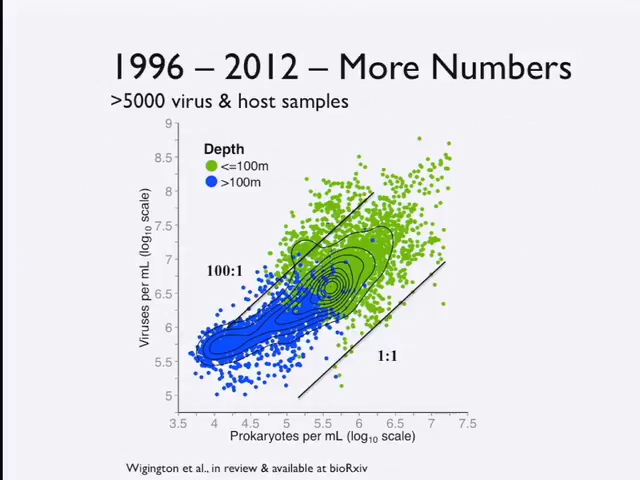 1996 – 2012 – More Numbers
>5000 virus & host samples
9
8.5
8
7.5
7
6.5
6
5.5
5
Viruses per mL (log10 scale)
Depth
<=100m
>100m
100:1
1:1
3.5 4 4.5 5 5.5 6 6.5 7 7.5
Prokaryotes per mL (log10 scale)
Wigington et al., in review & available at bioRxiv